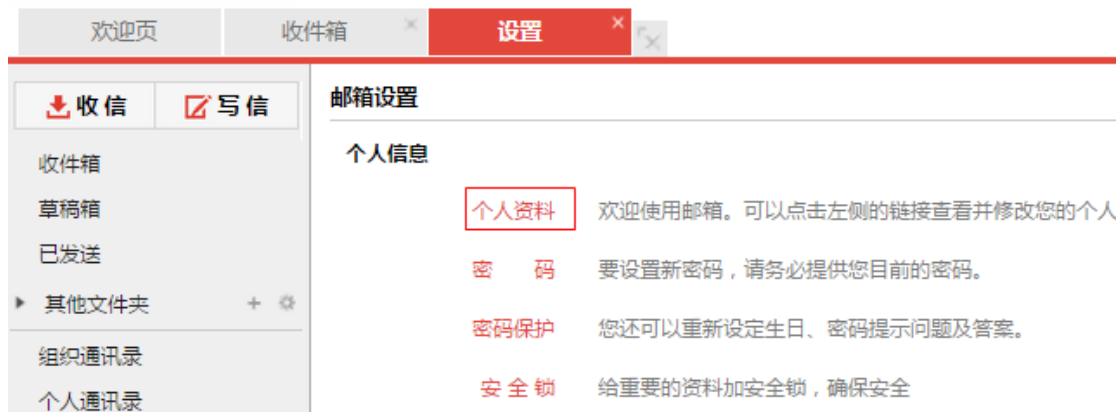 欢迎页 收件箱 设置
收信 写信
邮箱设置
个人信息
收件箱
草稿箱
已发送
其他文件夹
组织通讯录
个人通讯录
个人资料 欢迎使用邮箱。可以点击左侧的链接查看并修改您的个人
密 码 要设置新密码，请务必提供您目前的密码。
密码保护 您还可以重新设定生日、密码提示问题及答案。
安 全 锁 给重要的资料加安全锁，确保安全